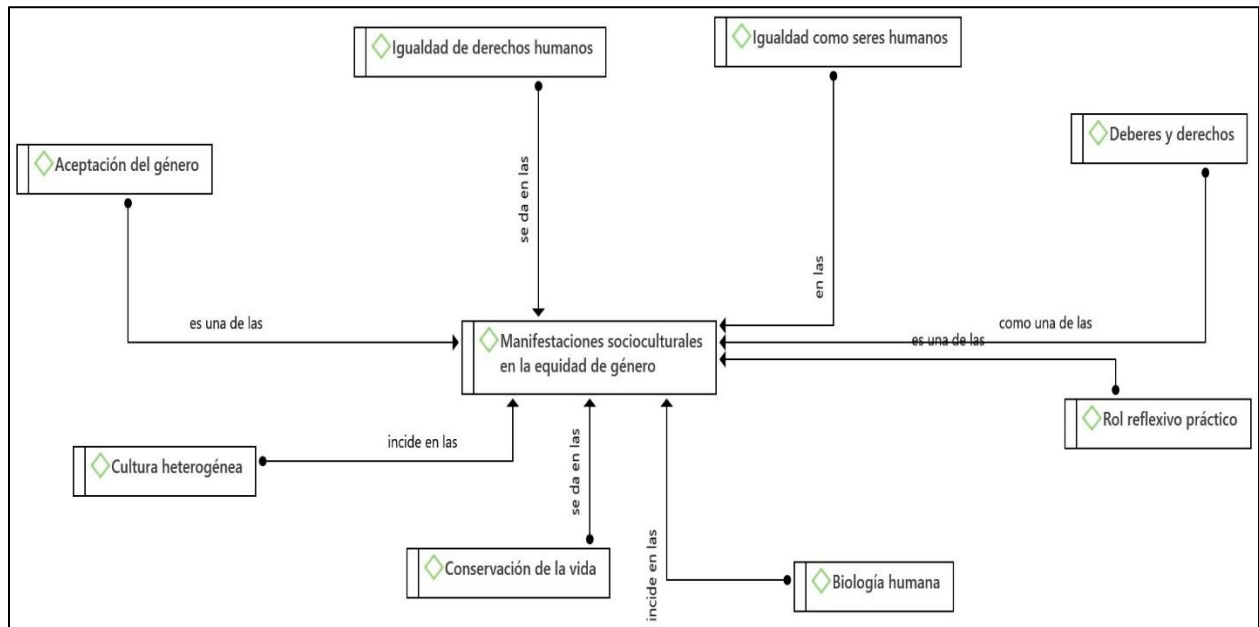 Igualdad de derechos humanos
Igualdad como seres humanos
Deberes y derechos
Aceptación del género
se da en las
en las
es una de las
como una de las
es una de las
Manifestaciones socioculturales
en la equidad de género
Rol reflexivo práctico
incide en las
Cultura heterogénea
se da en las
incide en las
Conservación de la vida
Biología humana